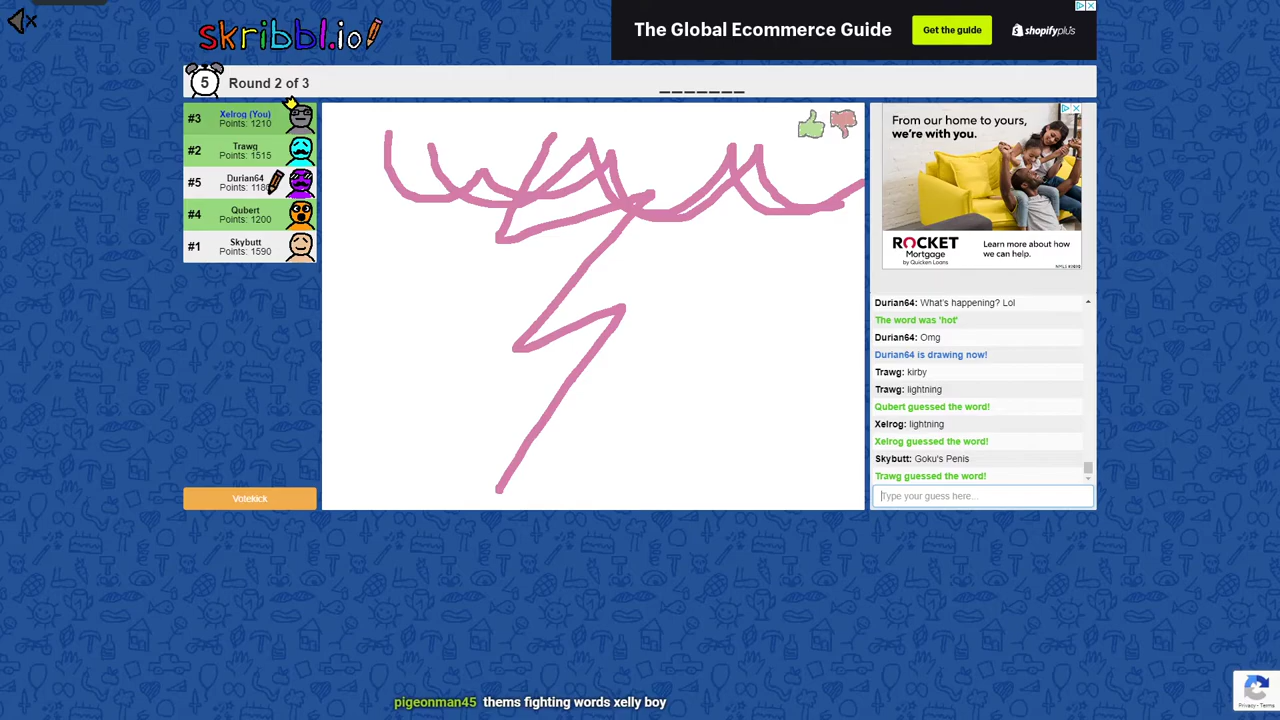 The Global Ecommerce Guide
Get the guide
shopifyplus
skribbl.io
5
Round 2 of 3
_______
#3
Xelrog (You)
Points: 1210
#2
Trawg
Points: 1515
#5
Durian64
#4
Qubert
Points: 1200
#1
Skybutt
Points: 1590
Votekick
From our home to yours,
we're with you.
ROCKET
Mortgage
by Quicken Loans
Learn more about how
we can help.
Durian64: What's happening? Lol
The word was 'hot'
Durian64: Omg
Durian64 is drawing now!
Trawg: kirby
Trawg: lightning
Qubert guessed the word!
Xelrog: lightning
Xelrog guessed the word!
Skybutt: Goku's Penis
Trawg guessed the word!
Type your guess here...
pigeonman45 thems fighting words xelly boy
Privacy - Terms